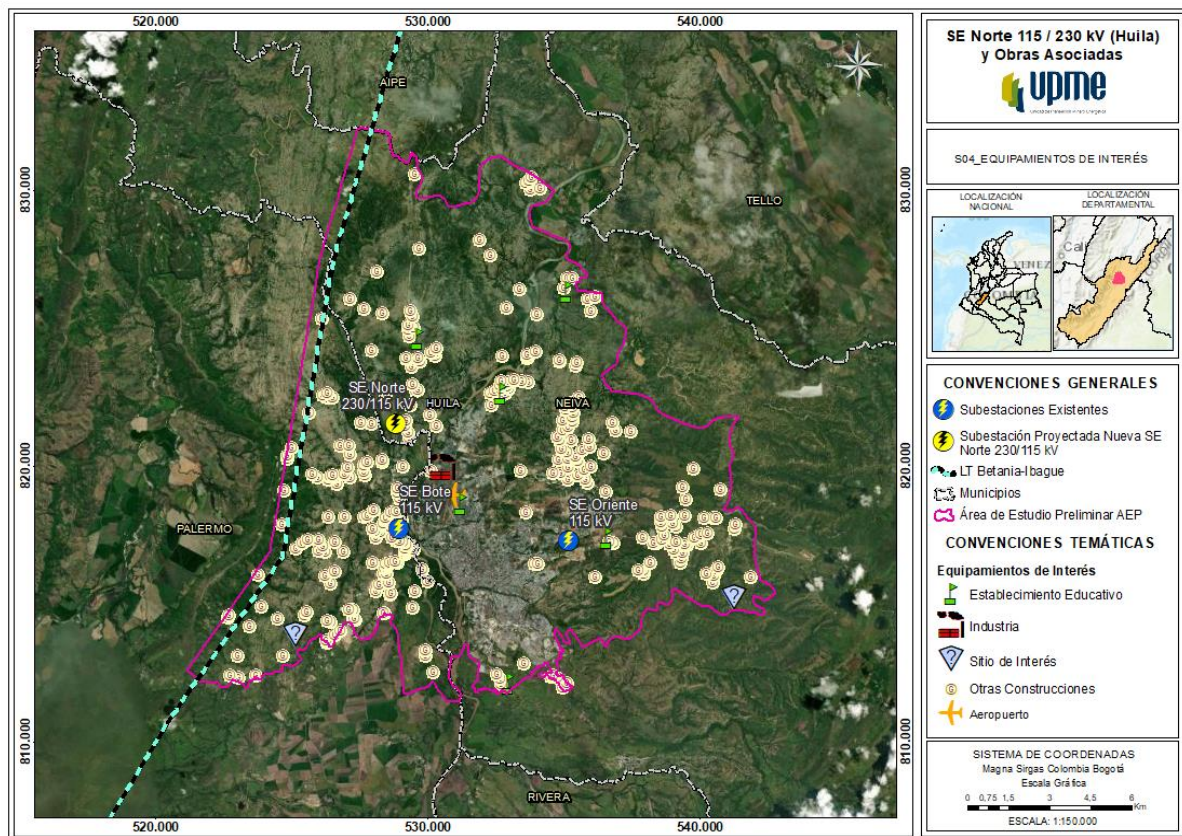 520.000
530.000
540.000
830.000
820.000
810.000
830.000
820.000
810.000
520.000
530.000
540.000
AIPE
TELLO
SE Norte
230/115 kV
HUILA
NEIVA
SE Bote
115 kV
SE Oriente
115 kV
PALERMO
RIVERA
SE Norte 115 / 230 kV (Huila)
y Obras Asociadas
upme
S04_EQUIPAMIENTOS DE INTERÉS
LOCALIZACIÓN
NACIONAL
LOCALIZACIÓN
DEPARTAMENTAL
VENEZ
Cali
CONVENCIONES GENERALES
Subestaciones Existentes
Subestación Proyectada Nueva SE
Norte 230/115 kV
LT Betania-Ibague
Municipios
Área de Estudio Preliminar AEP
CONVENCIONES TEMÁTICAS
Equipamientos de Interés
Establecimiento Educativo
Industria
Sitio de Interés
Otras Construcciones
Aeropuerto
SISTEMA DE COORDENADAS
Magna Sirgas Colombia Bogotá
Escala Gráfica
0 0,75 1,5 3 4,5 6
Km
ESCALA: 1:150.000